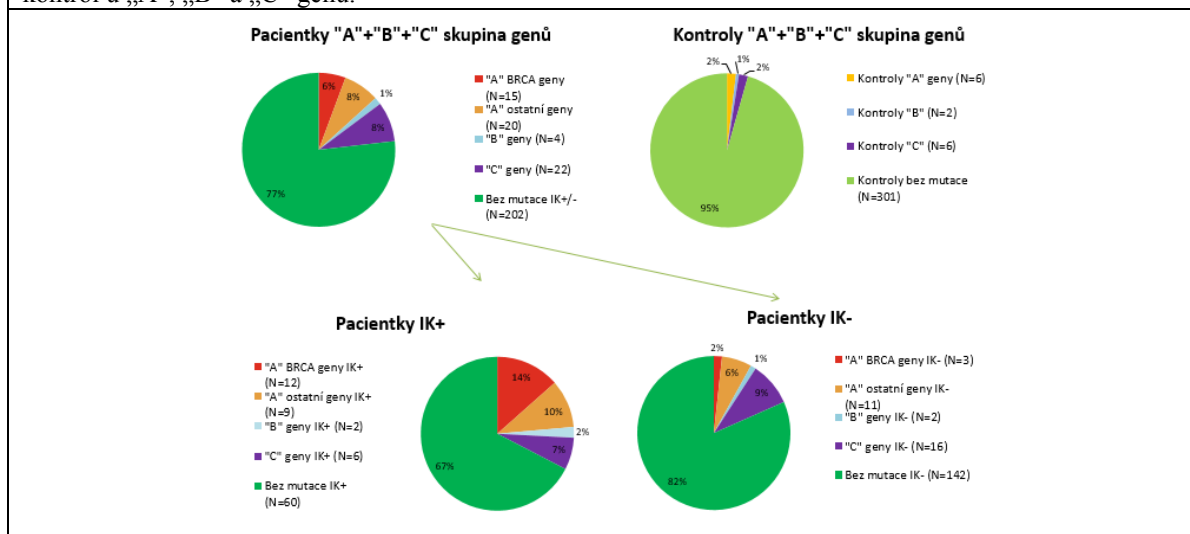 kontrol u „A“, „B“ a „C“ genů.
Pacientky "A"+"B"+"C" skupina genů
6%
8%
1%
8%
77%
"A" BRCA geny
(N=15)
"A" ostatní geny
(N=20)
"B" geny (N=4)
"C" geny (N=22)
Bez mutace IK+/-
(N=202)
Kontroly "A"+"B"+"C" skupina genů
2%
1%
2%
95%
Kontroly "A" geny (N=6)
Kontroly "B" (N=2)
Kontroly "C" (N=6)
Kontroly bez mutace
(N=301)
Pacientky IK+
"A" BRCA geny IK+
(N=12)
"A" ostatní geny IK+
(N=9)
"B" geny IK+ (N=2)
"C" geny IK+ (N=6)
Bez mutace IK+
(N=60)
14%
10%
2%
7%
67%
Pacientky IK-
2%
6%
1%
9%
82%
"A" BRCA geny IK- (N=3)
"A" ostatní geny IK-
(N=11)
"B" geny IK- (N=2)
"C" geny IK- (N=16)
Bez mutace IK- (N=142)